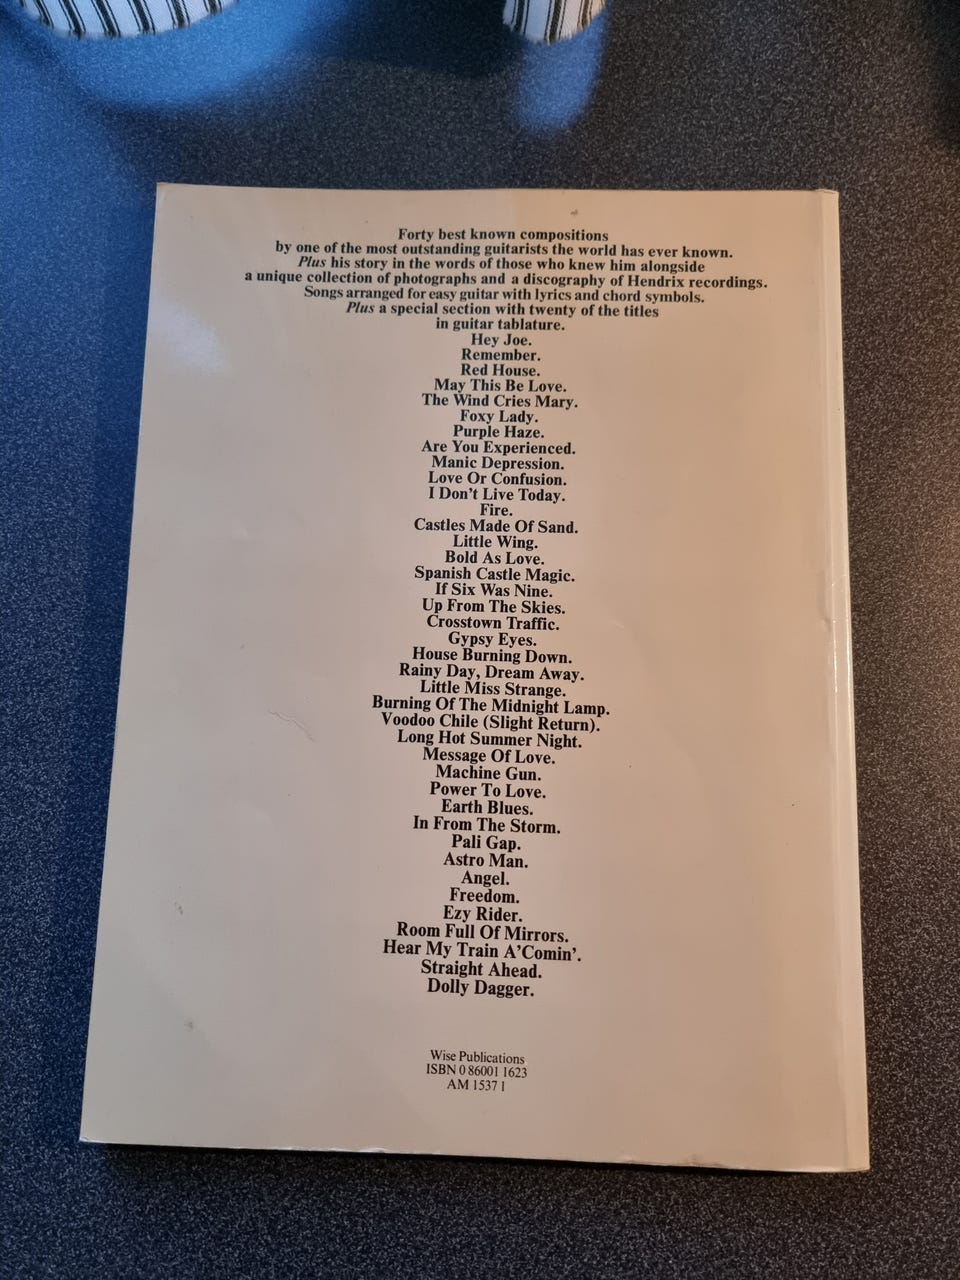 Forty best known compositions
by one of the most outstanding guitarists the world has ever known.
Plus his story in the words of those who knew him alongside
a unique collection of photographs and a discography of Hendrix recordings.
Songs arranged for easy guitar with lyrics and chord symbols.
Plus a special section with twenty of the titles
in guitar tablature.
Hey Joe.
Remember.
Red House.
May This Be Love.
The Wind Cries Mary.
Foxy Lady.
Purple Haze.
Are You Experienced.
Manic Depression.
Love Or Confusion.
I Don't Live Today.
Fire.
Castles Made Of Sand.
Little Wing.
Bold As Love.
Spanish Castle Magic.
If Six Was Nine.
Up From The Skies.
Crosstown Traffic.
Gypsy Eyes.
House Burning Down.
Rainy Day, Dream Away.
Little Miss Strange.
Burning Of The Midnight Lamp.
Voodoo Chile (Slight Return).
Long Hot Summer Night.
Message Of Love.
Machine Gun.
Power To Love.
Earth Blues.
In From The Storm.
Pali Gap.
Astro Man.
Angel.
Freedom.
Ezy Rider.
Room Full Of Mirrors.
Hear My Train A'Comin'.
Straight Ahead.
Dolly Dagger.
Wise Publications
ISBN 0 86001 1623
AM 15371